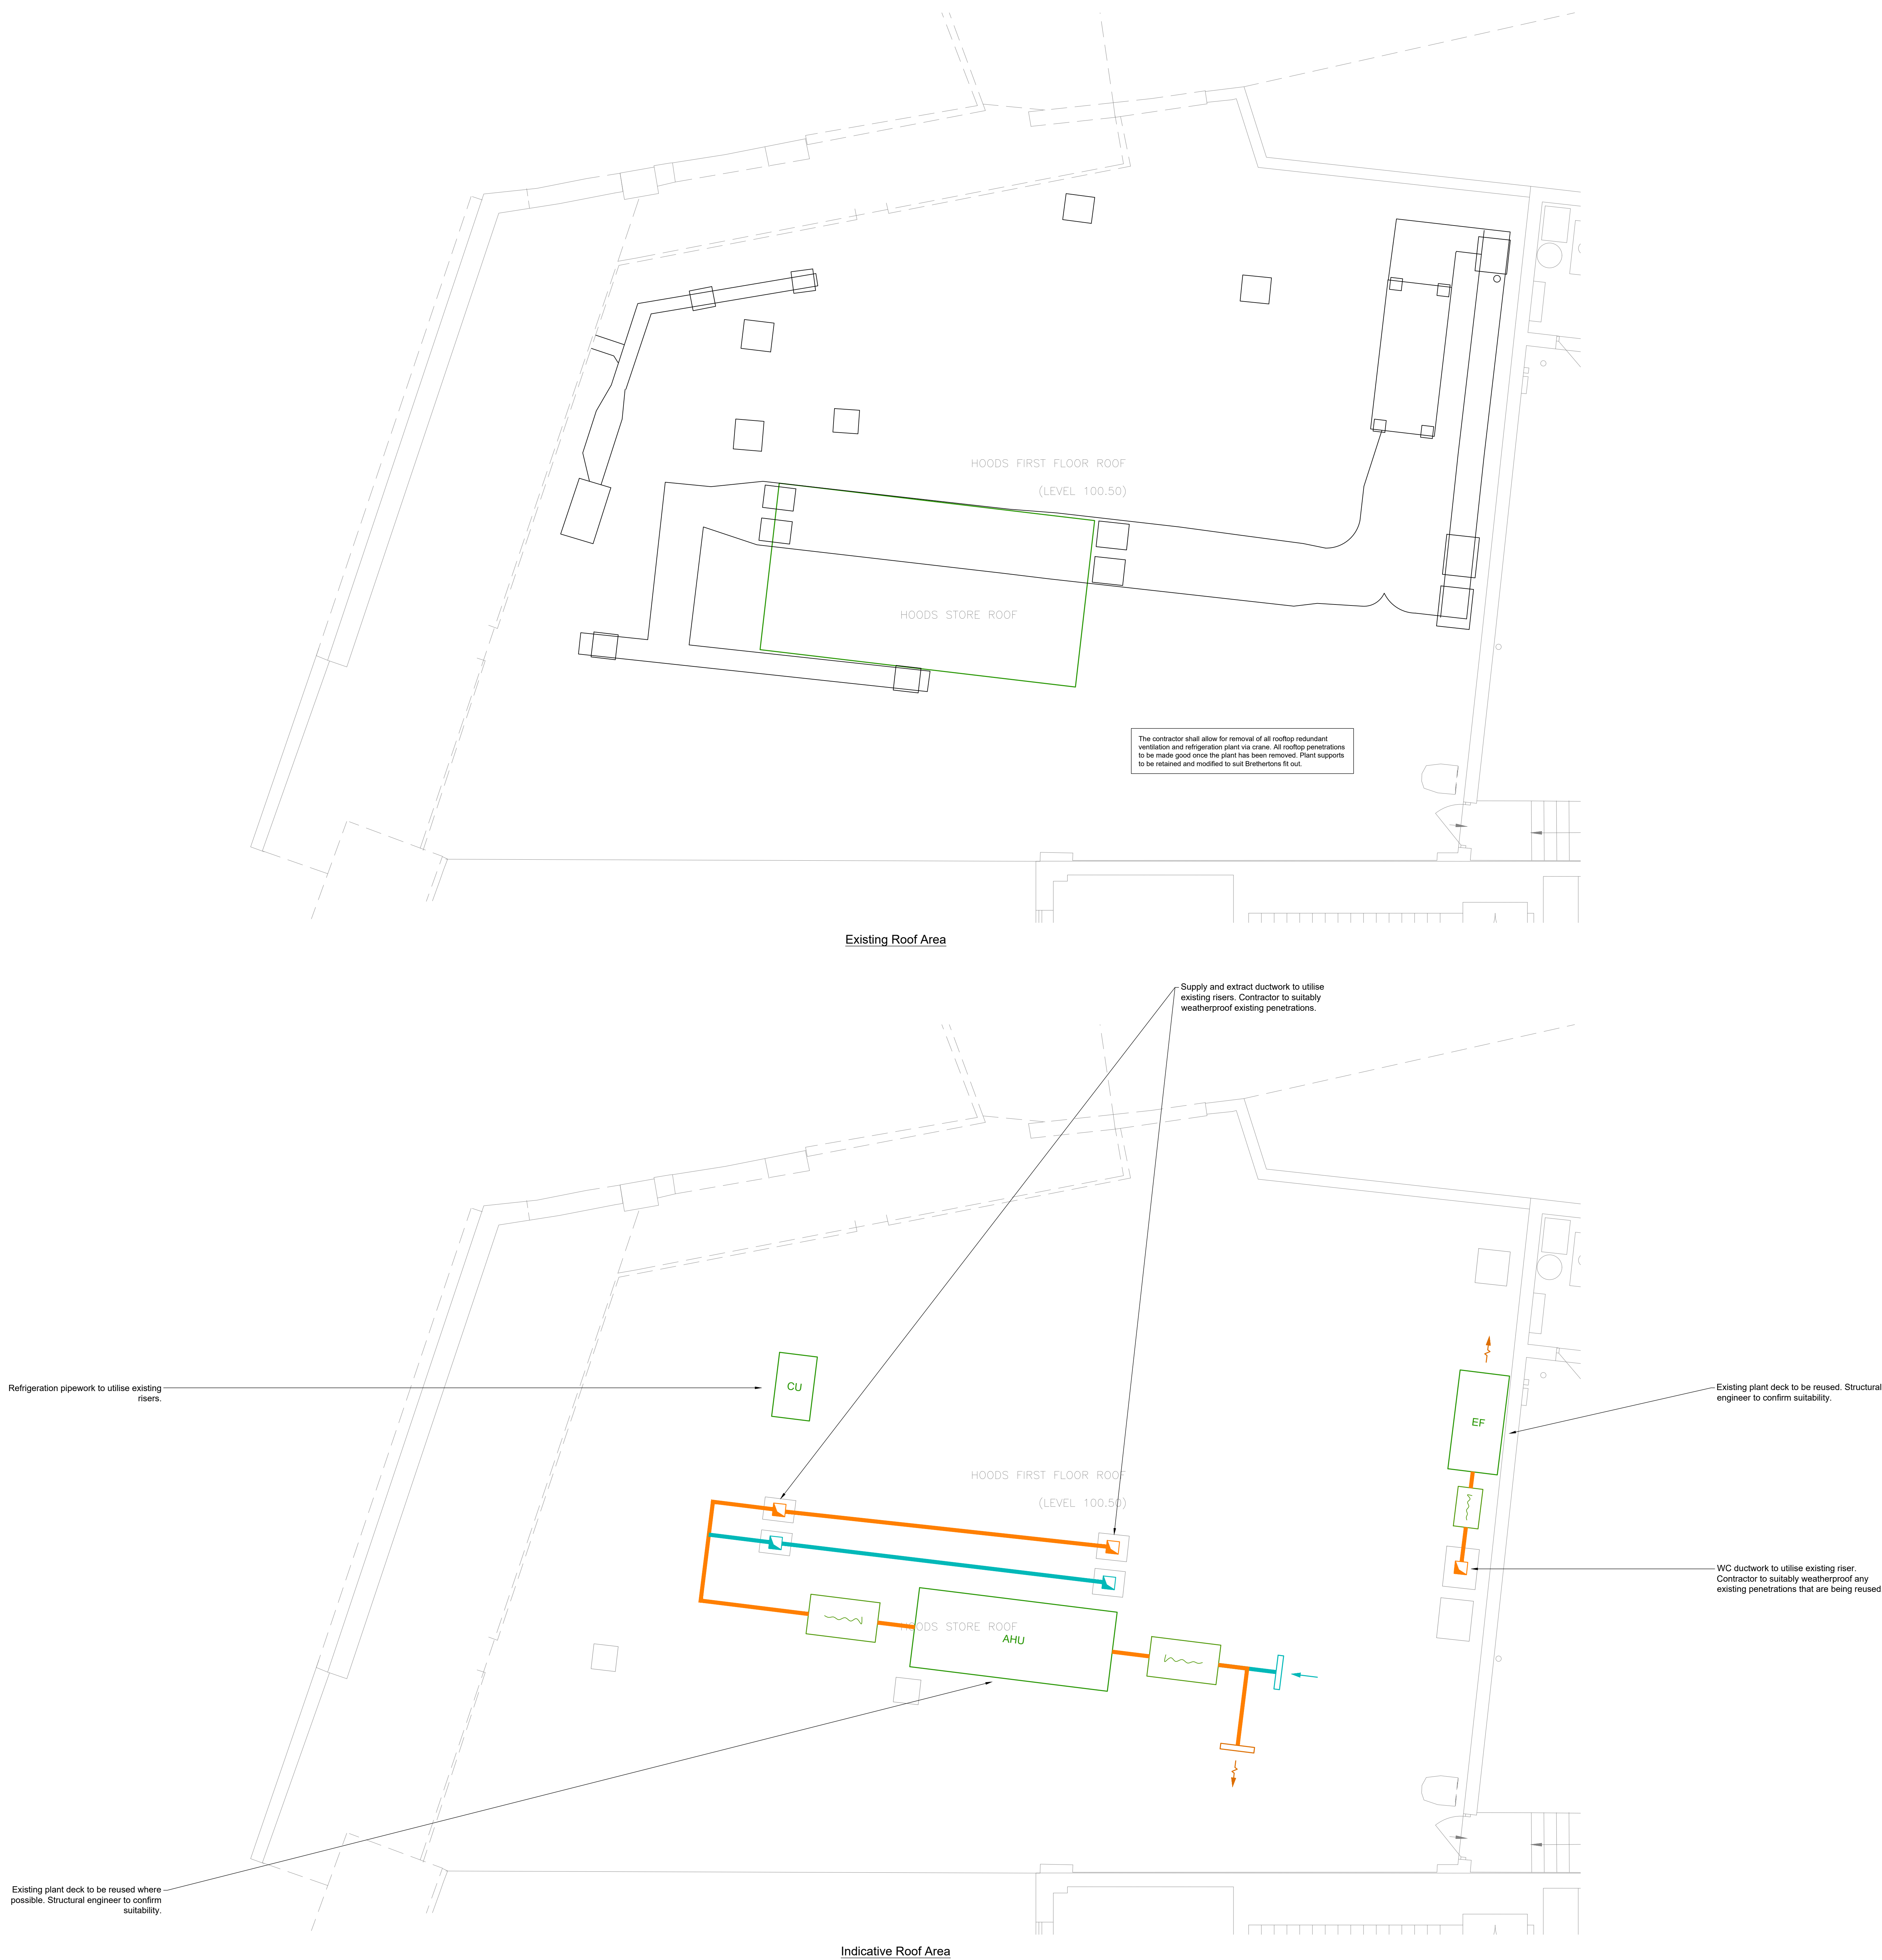 HOODS FIRST FLOOR ROOF
(LEVEL 100.50)
HOODS STORE ROOF
The contractor shall allow for removal of all rooftop redundant
ventilation and refrigeration plant via crane. All rooftop penetrations
to be made good once the plant has been removed. Plant supports
to be retained and modified to suit Brethertons fit out.
Existing Roof Area
Supply and extract ductwork to utilise
existing risers. Contractor to suitably
weatherproof existing penetrations.
Refrigeration pipework to utilise existing
risers.
CU
Existing plant deck to be reused. Structural
engineer to confirm suitability.
EF
HOODS FIRST FLOOR ROOF
(LEVEL 100.50)
WC ductwork to utilise existing riser.
Contractor to suitably weatherproof any
existing penetrations that are being reused
HOODS STORE ROOF
AHU
Existing plant deck to be reused where
possible. Structural engineer to confirm
suitability.
Indicative Roof Area